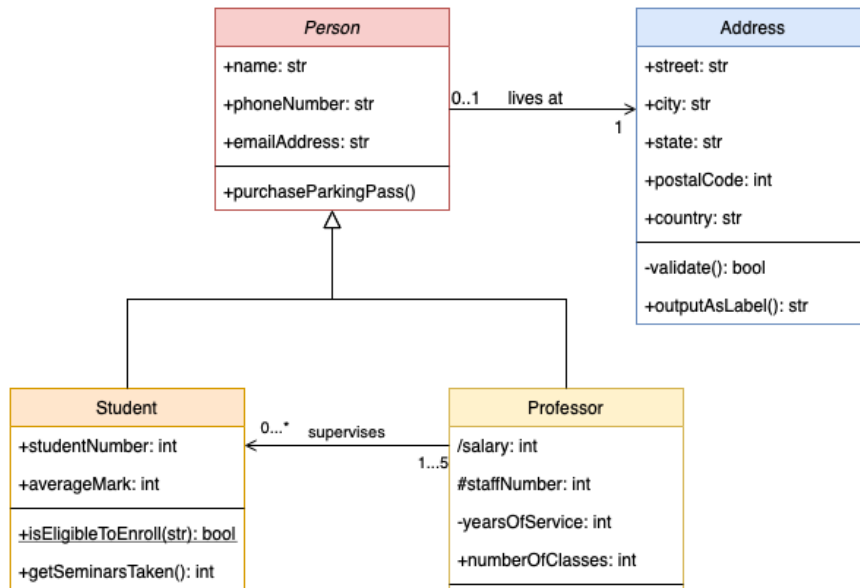 Person
+name: str
+phoneNumber: str
+emailAddress: str
+purchaseParkingPass()
0..1 lives at
1
Address
+street: str
+city: str
+state: str
+postalCode: int
+country: str
-validate(): bool
+outputAsLabel(): str
Student
+studentNumber: int
+averageMark: int
+isEligibleToEnroll(str): bool
+getSeminarsTaken(): int
0...* supervises
1...5
Professor
/salary: int
#staffNumber: int
-yearsOfService: int
+numberOfClasses: int